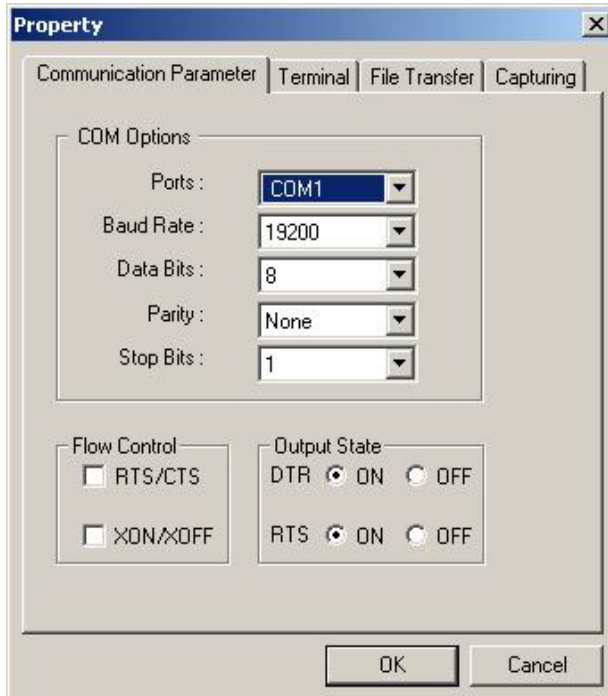 Property
Communication Parameter Terminal File Transfer Capturing
COM Options
Ports : COM1
Baud Rate : 19200
Data Bits : 8
Parity : None
Stop Bits : 1
Flow Control
RTS/CTS
XON/XOFF
Output State
DTR ON OFF
RTS ON OFF
OK Cancel